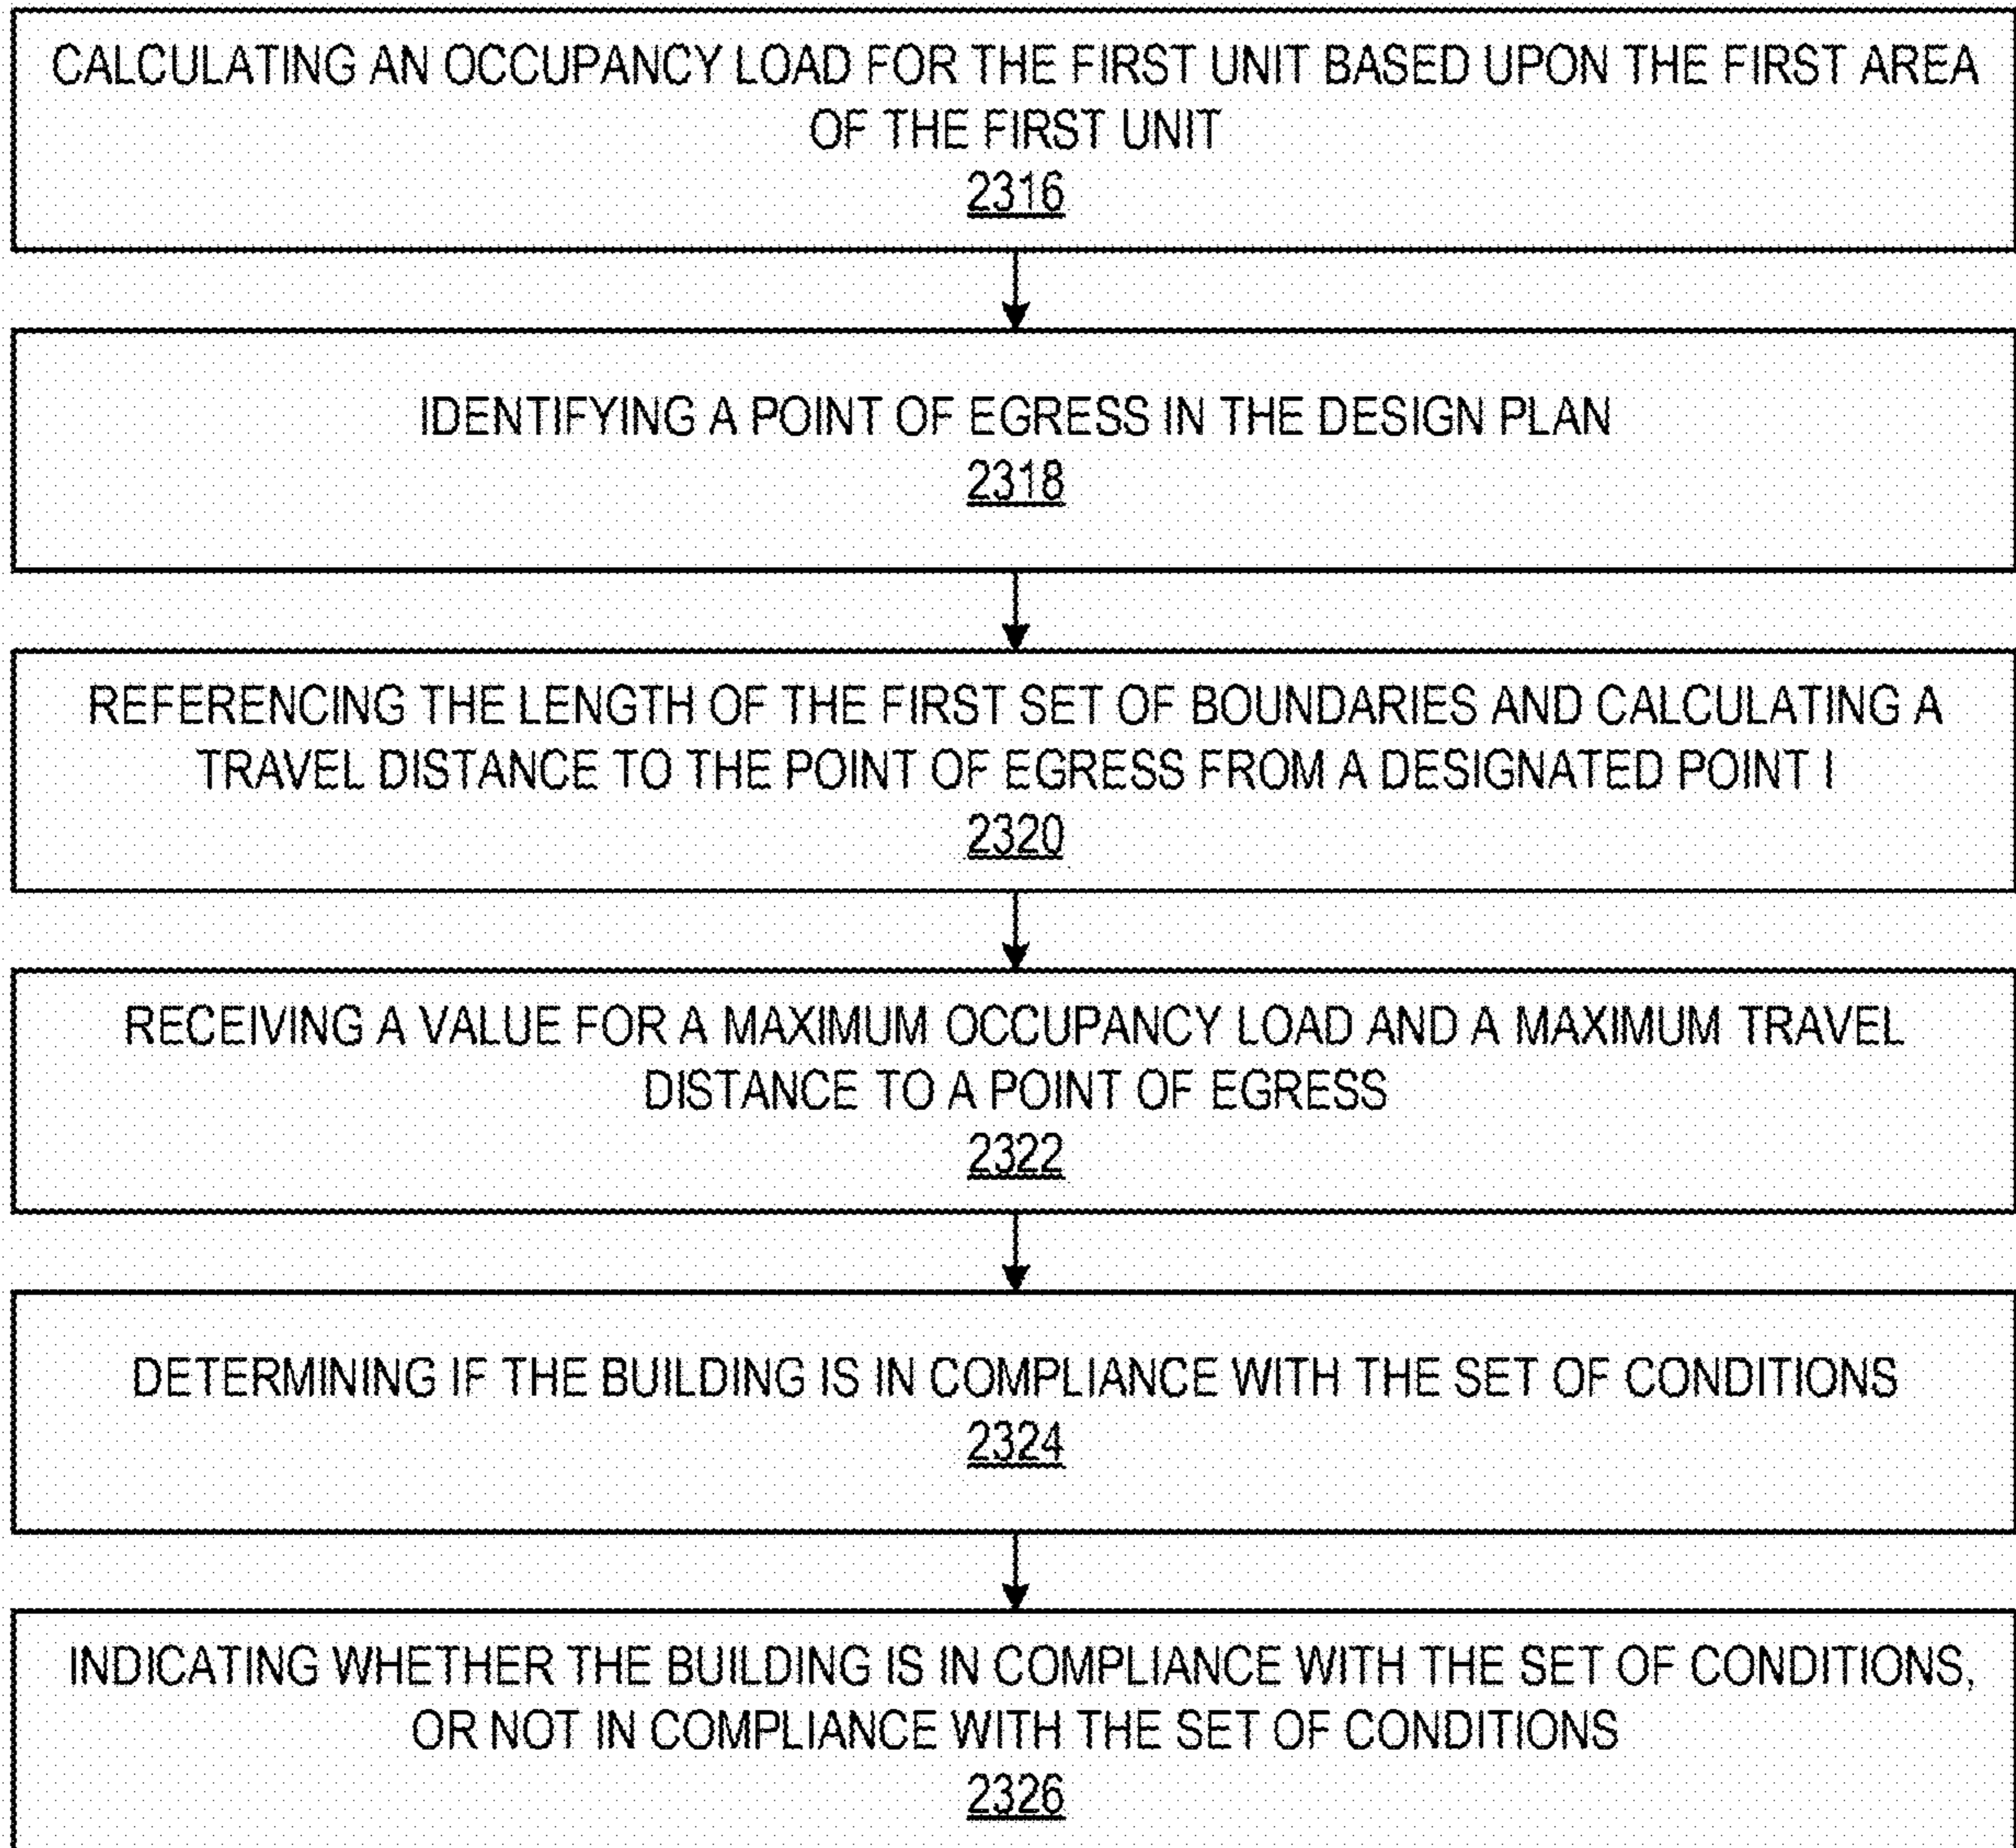 CALCULATING AN OCCUPANCY LOAD FOR THE FIRST UNIT BASED UPON THE FIRST AREA
OF THE FIRST UNIT
2316
IDENTIFYING A POINT OF EGRESS IN THE DESIGN PLAN
2318
REFERENCING THE LENGTH OF THE FIRST SET OF BOUNDARIES AND CALCULATING A
TRAVEL DISTANCE TO THE POINT OF EGRESS FROM A DESIGNATED POINT I
2320
RECEIVING A VALUE FOR A MAXIMUM OCCUPANCY LOAD AND A MAXIMUM TRAVEL
DISTANCE TO A POINT OF EGRESS
2322
DETERMINING IF THE BUILDING IS IN COMPLIANCE WITH THE SET OF CONDITIONS
2324
INDICATING WHETHER THE BUILDING IS IN COMPLIANCE WITH THE SET OF CONDITIONS,
OR NOT IN COMPLIANCE WITH THE SET OF CONDITIONS
2326